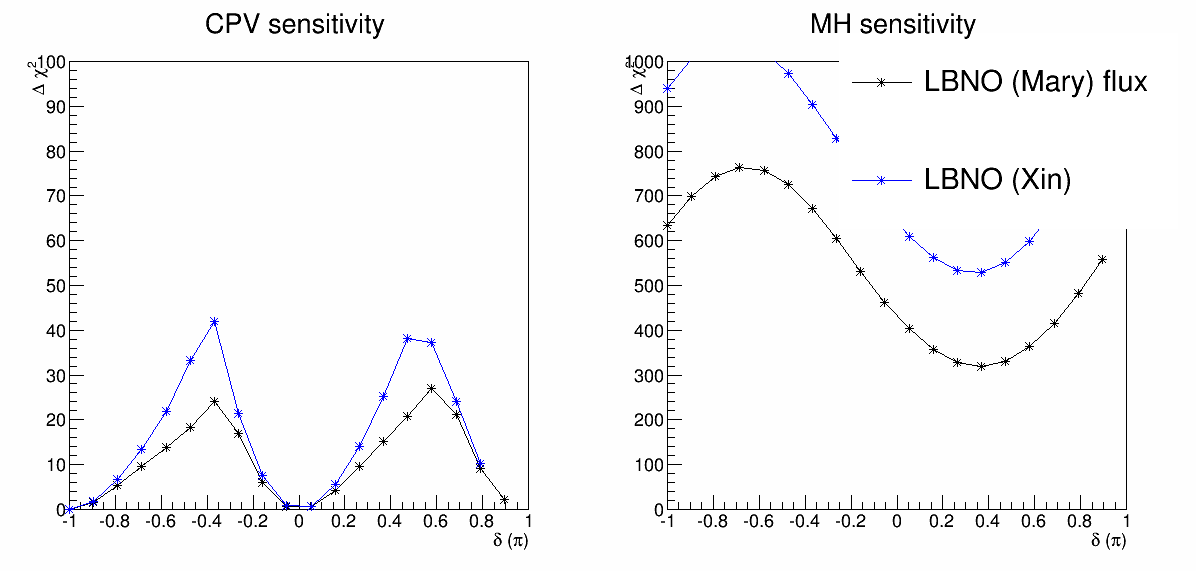 CPV sensitivity
Δ χ²
100
90
80
70
60
50
40
30
20
10
0
-1 -0.8 -0.6 -0.4 -0.2 0 0.2 0.4 0.6 0.8 1
δ (π)
MH sensitivity
Δ χ²
1000
900
800
700
600
500
400
300
200
100
0
-1 -0.8 -0.6 -0.4 -0.2 0 0.2 0.4 0.6 0.8 1
δ (π)
LBNO (Mary) flux
LBNO (Xin)